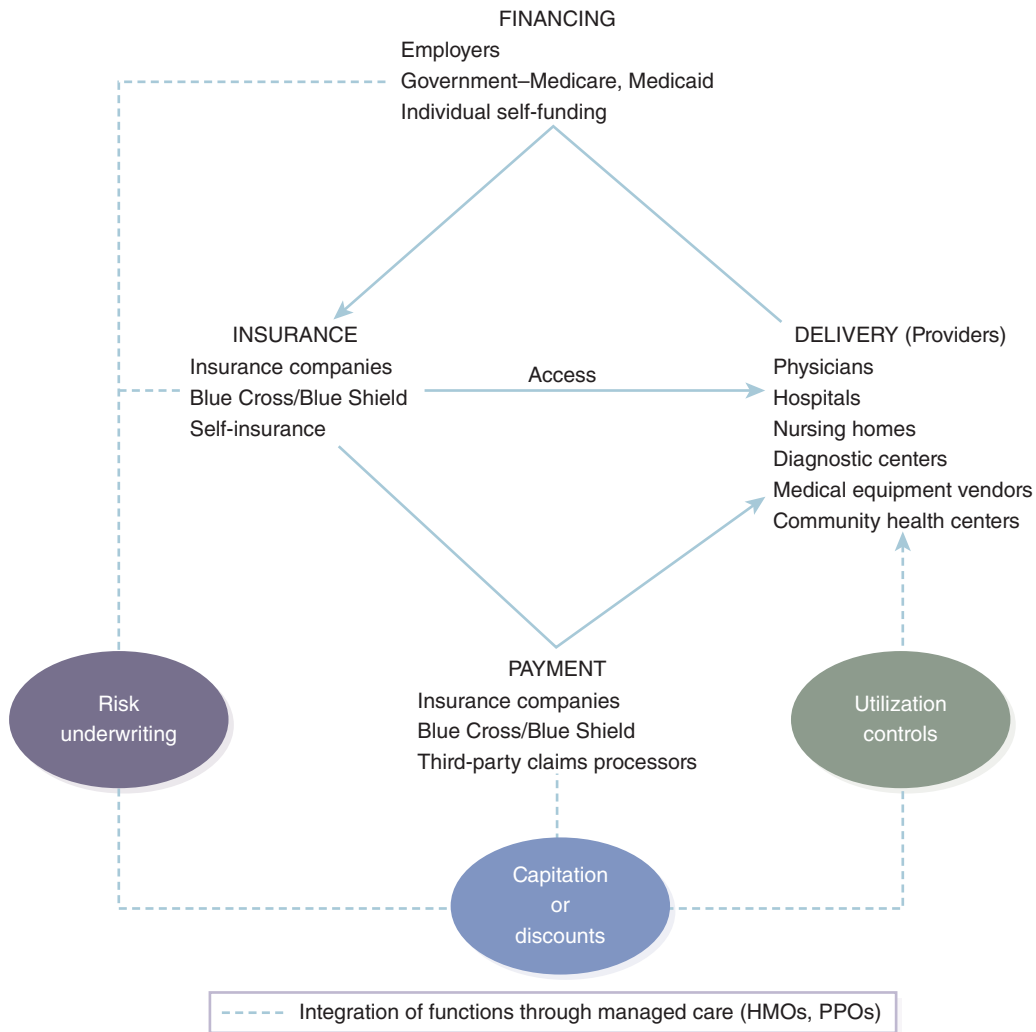 FINANCING
Employers
Government–Medicare, Medicaid
Individual self-funding
INSURANCE
Insurance companies
Blue Cross/Blue Shield
Self-insurance
Access
DELIVERY (Providers)
Physicians
Hospitals
Nursing homes
Diagnostic centers
Medical equipment vendors
Community health centers
Risk
underwriting
PAYMENT
Insurance companies
Blue Cross/Blue Shield
Third-party claims processors
Utilization
controls
Capitation
or
discounts
Integration of functions through managed care (HMOs, PPOs)